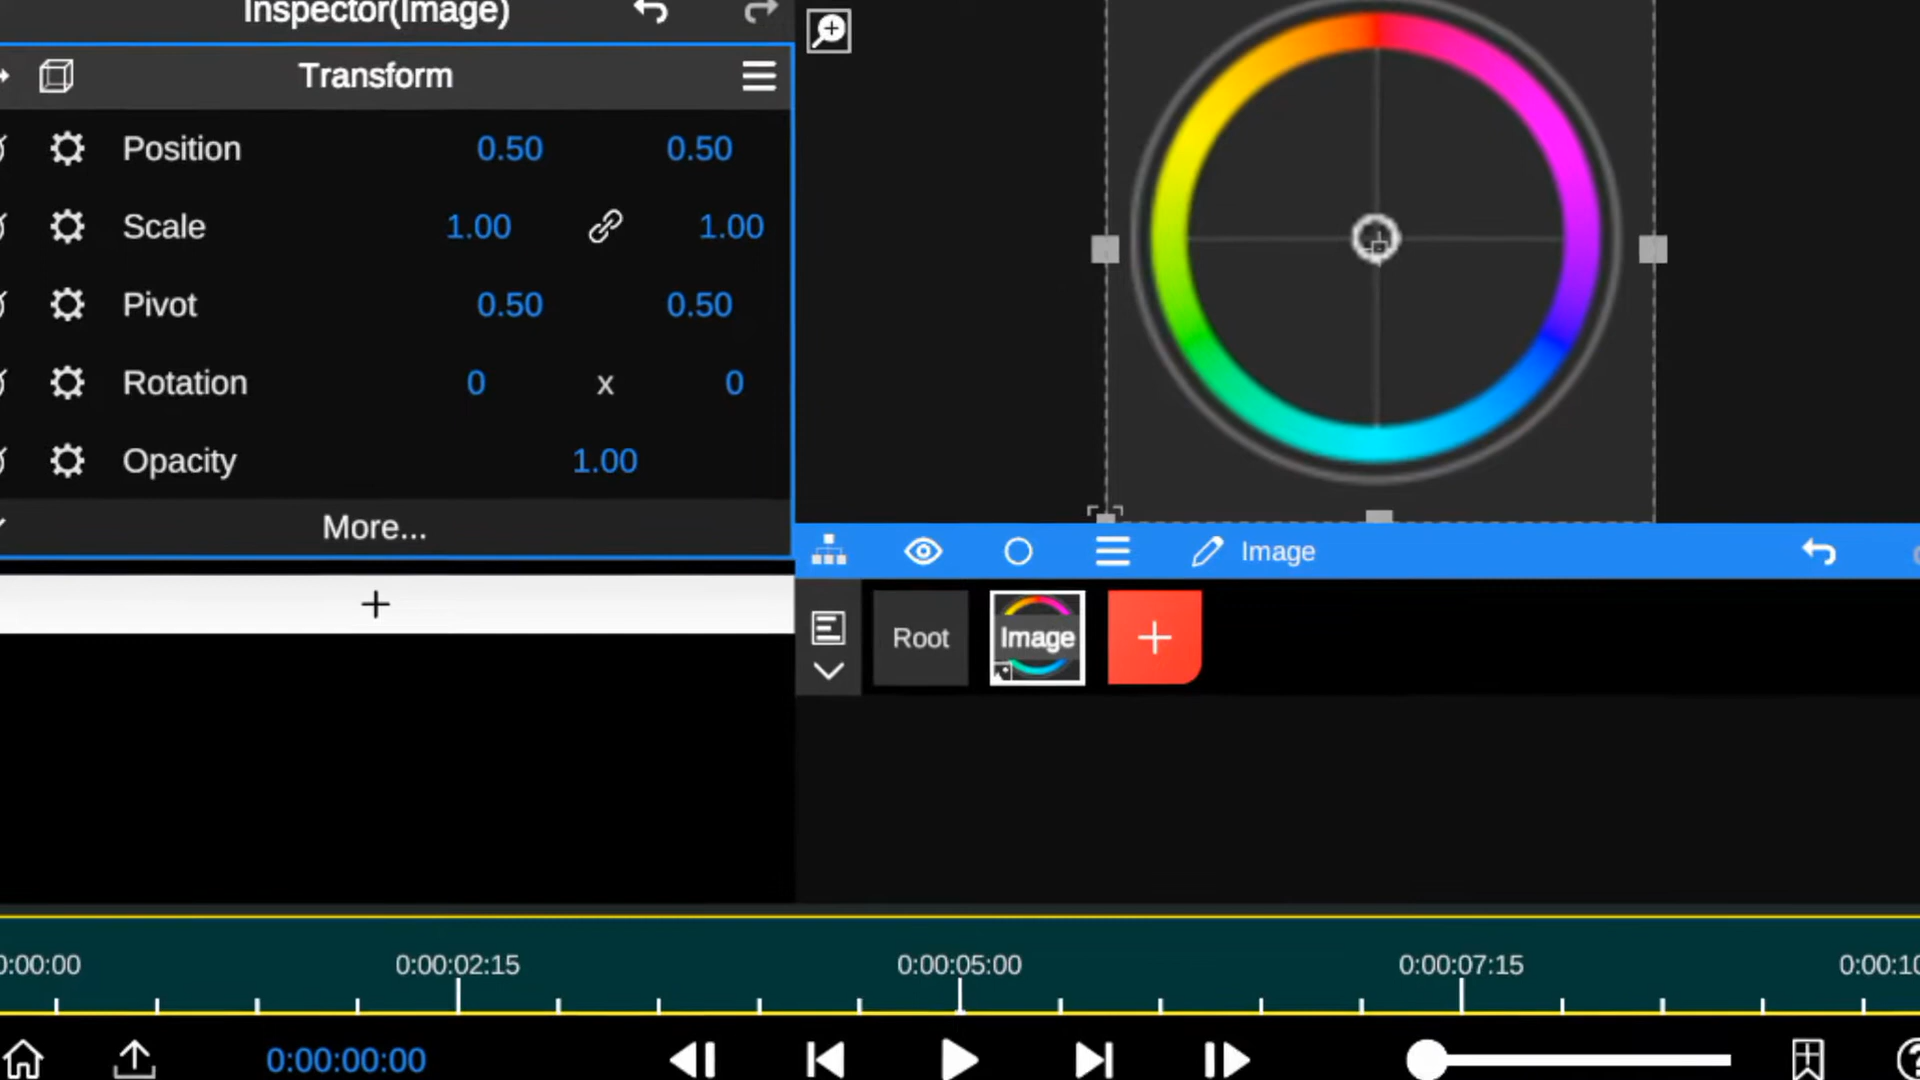 Inspector(Image)
Transform
Position 0.50 0.50
Scale 1.00 1.00
Pivot 0.50 0.50
Rotation 0 x 0
Opacity 1.00
More...
Image
Root
Image
0:00:00 0:00:02:15 0:00:05:00 0:00:07:15 0:00:10
0:00:00:00